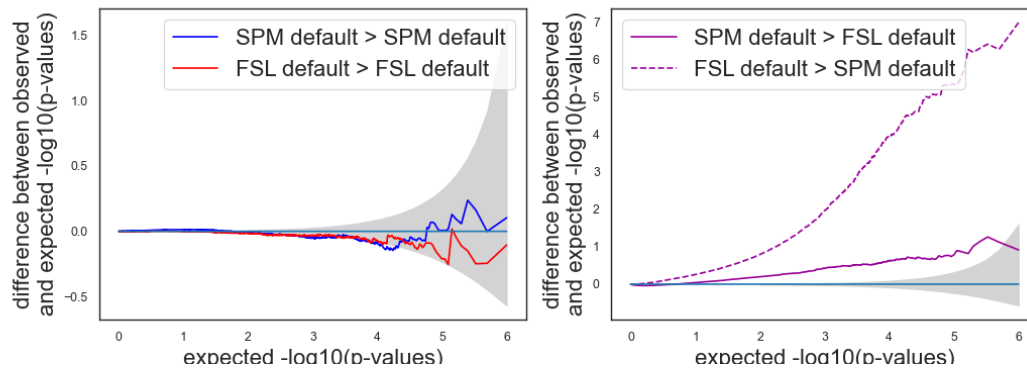 difference between observed
and expected -log10(p-values)
1.5
1.0
0.5
0.0
−0.5
SPM default > SPM default
FSL default > FSL default
0 1 2 3 4 5 6
expected -log10(p-values)
difference between observed
and expected -log10(p-values)
7
6
5
4
3
2
1
0
SPM default > FSL default
FSL default > SPM default
0 1 2 3 4 5 6
expected -log10(p-values)